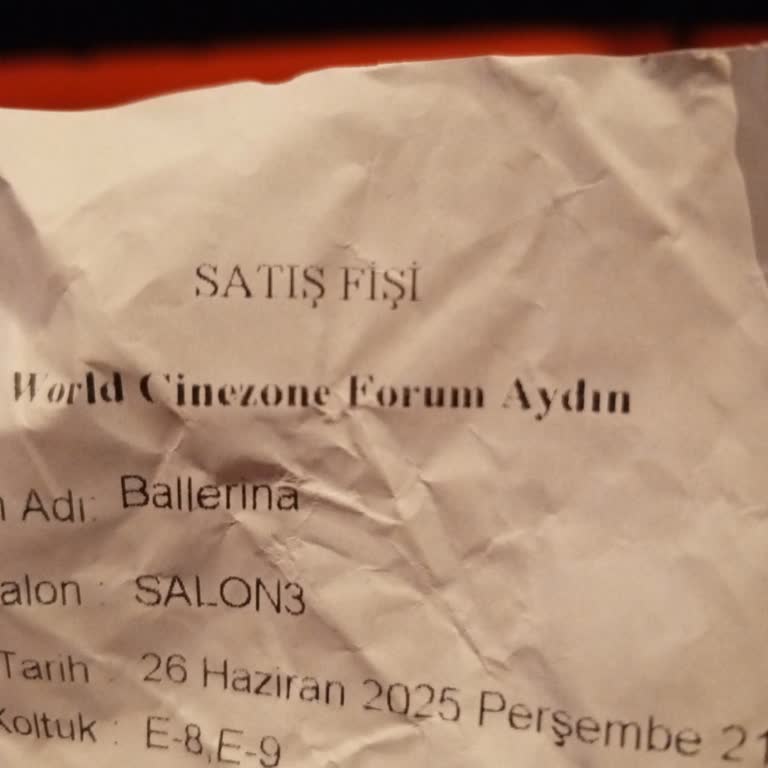 SATIŞ FİŞİ
World Cinezone Forum Aydın
Adı: Ballerina
alon : SALON3
Tarih : 26 Haziran 2025 Perşembe 21
Koltuk : E-8,E-9